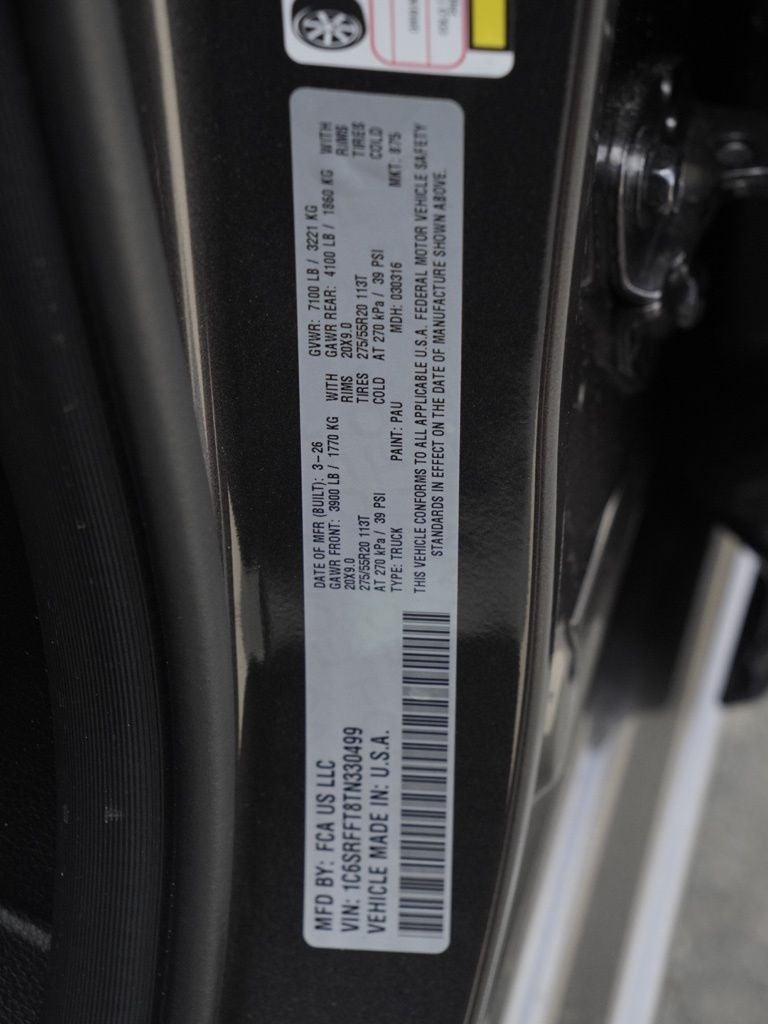 MFD BY: FCA US LLC
VIN: 1C6SRFFT8TN330499
VEHICLE MADE IN: U.S.A.
DATE OF MFR (BUILT): 3-26
GAWR FRONT: 3900 LB / 1770 KG WITH
20X9.0 RIMS
275/55R20 113T TIRES
AT 270 kPa / 39 PSI COLD
GVWR: 7100 LB / 3221 KG
GAWR REAR: 4100 LB / 1860 KG WITH
20X9.0 RIMS
275/55R20 113T TIRES
AT 270 kPa / 39 PSI COLD
TYPE: TRUCK PAINT: PAU MDH: 030316 MKT: 875
THIS VEHICLE CONFORMS TO ALL APPLICABLE U.S.A. FEDERAL MOTOR VEHICLE SAFETY
STANDARDS IN EFFECT ON THE DATE OF MANUFACTURE SHOWN ABOVE.